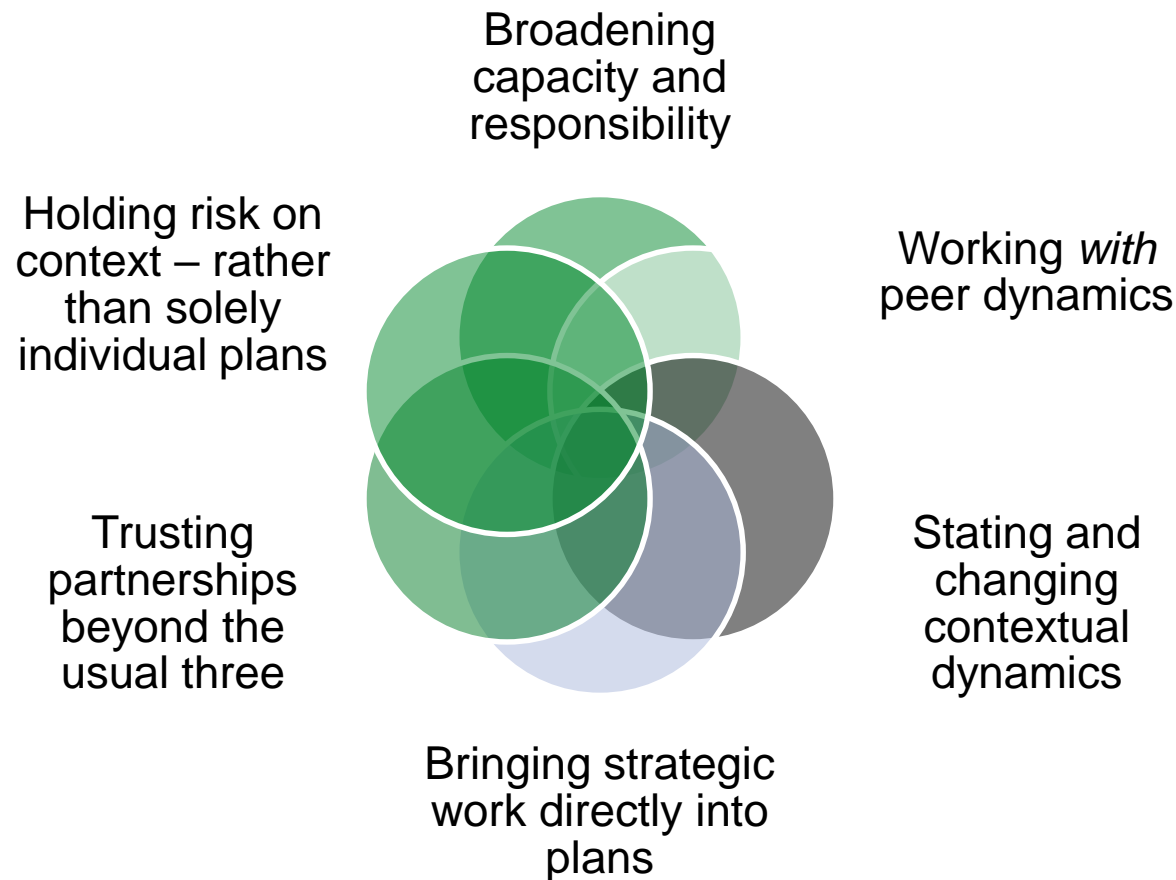 Broadening
capacity and
responsibility
Holding risk on
context – rather
than solely
individual plans
Working with
peer dynamics
Trusting
partnerships
beyond the
usual three
Stating and
changing
contextual
dynamics
Bringing strategic
work directly into
plans